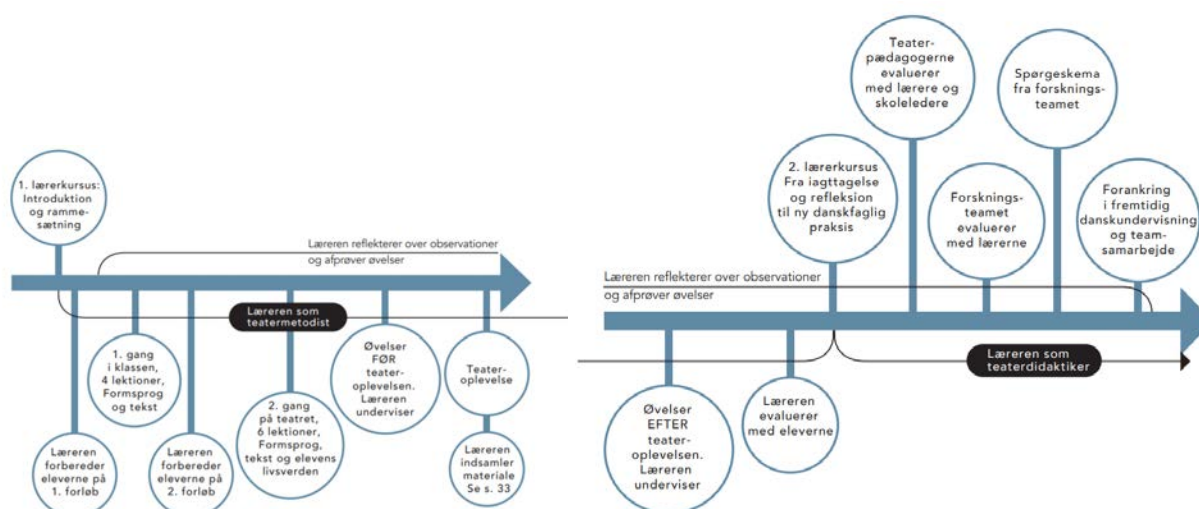 1. lærerkursus:
Introduktion
og ramme-
sætning
Læreren reflekterer over observationer
og afprøver øvelser
Læreren som
teatermetodist
Læreren
forbereder
eleverne på
1. forløb
1. gang
i klassen,
4 lektioner,
Formsprog
og tekst
Læreren
forbereder
eleverne på
2. forløb
2. gang
på teatret,
6 lektioner,
Formsprog,
tekst og elevens
livsverden
Øvelser
FØR
teater-
oplevelsen.
Læreren
underviser
Teater-
oplevelse
Læreren
indsamler
materiale
Se s. 33
Læreren reflekterer over observationer
og afprøver øvelser
2. lærerkursus
Fra iagttagelse
og refleksion
til ny danskfaglig
praksis
Teater-
pædagogerne
evaluerer
med lærere og
skoleledere
Forsknings-
teamet
evaluerer
med lærerne
Spørgeskema
fra forsknings-
teamet
Forankring
i fremtidig
danskundervisning
og team-
samarbejde
Læreren som
teaterdidaktiker
Øvelser
EFTER
teater-
oplevelsen.
Læreren
underviser
Læreren
evaluerer
med eleverne